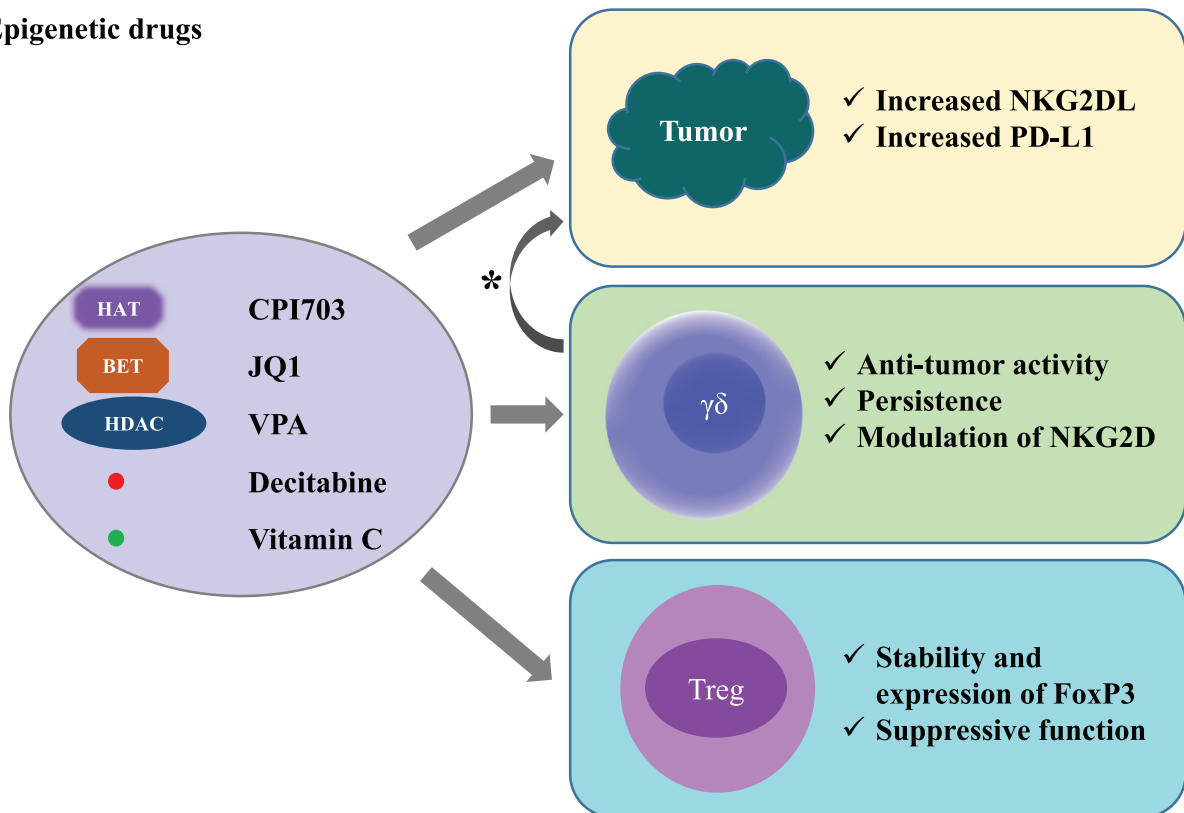 Epigenetic drugs
HAT CPI703
BET JQ1
HDAC VPA
Decitabine
Vitamin C
*
Tumor
✓ Increased NKG2DL
✓ Increased PD-L1
γδ
✓ Anti-tumor activity
✓ Persistence
✓ Modulation of NKG2D
Treg
✓ Stability and
expression of FoxP3
✓ Suppressive function